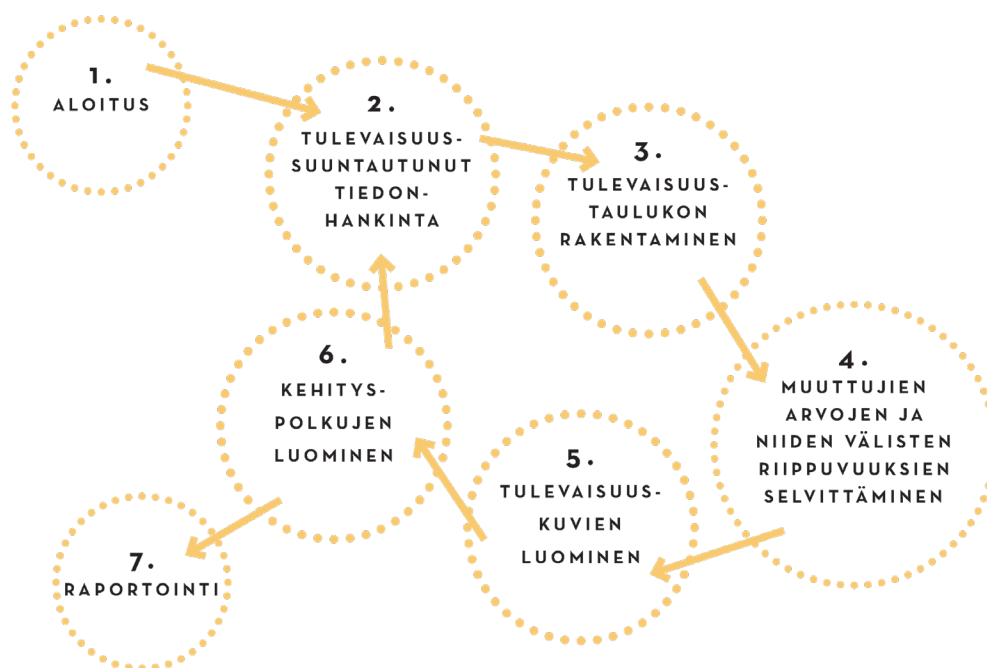 1.
ALOITUS
2.
TULEVAISUUS-
SUUNTAUTUNUT
TIEDON-
HANKINTA
3.
TULEVAISUUS-
TAULUKON
RAKENTAMINEN
4.
MUUTTUJIEN
ARVOJEN JA
NIIDEN VÄLISTEN
RIIPPUVUUKSIEN
SELVITTÄMINEN
5.
TULEVAISUUS-
KUVIEN
LUOMINEN
6.
KEHITYS-
POLKUJEN
LUOMINEN
7.
RAPORTOINTI